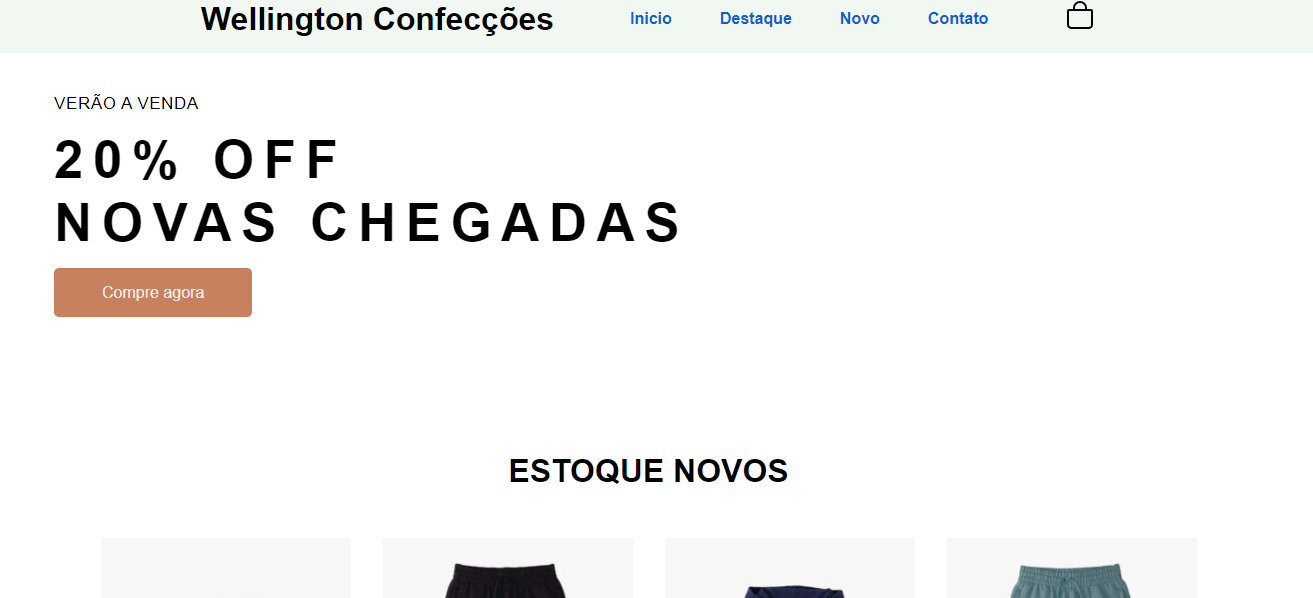 Wellington Confecções
Inicio Destaque Novo Contato
VERÃO A VENDA
20% OFF
NOVAS CHEGADAS
Compre agora
ESTOQUE NOVOS